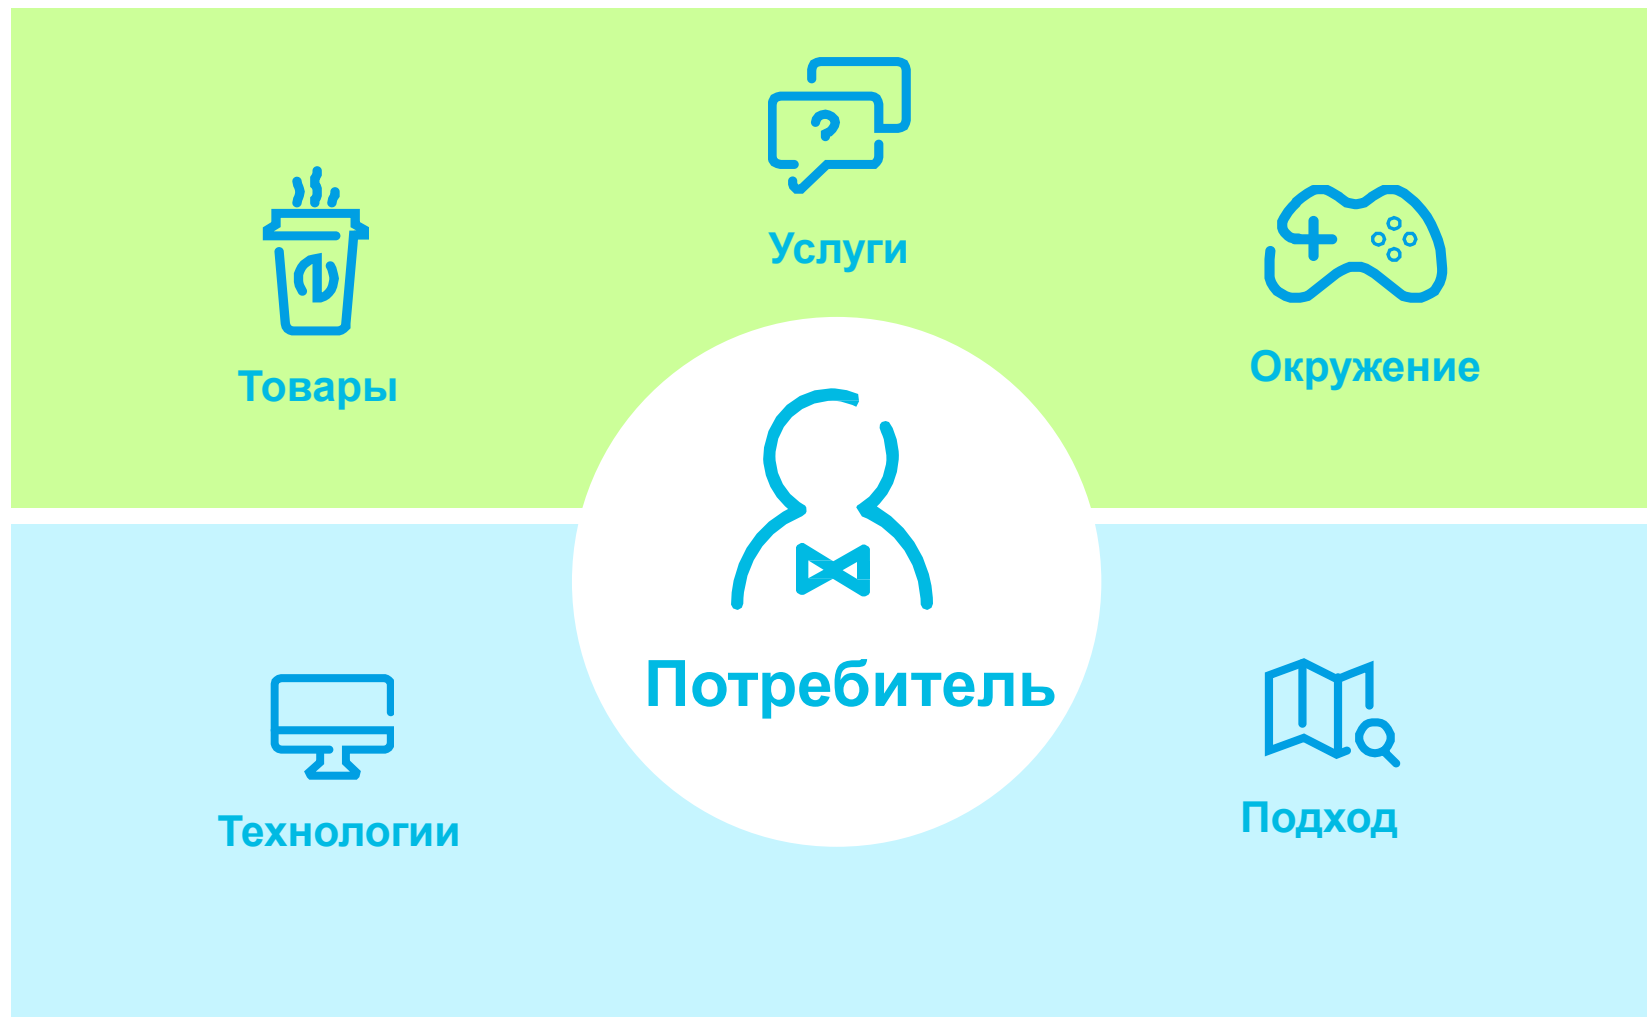 Услуги
Товары
Окружение
Потребитель
Технологии
Подход